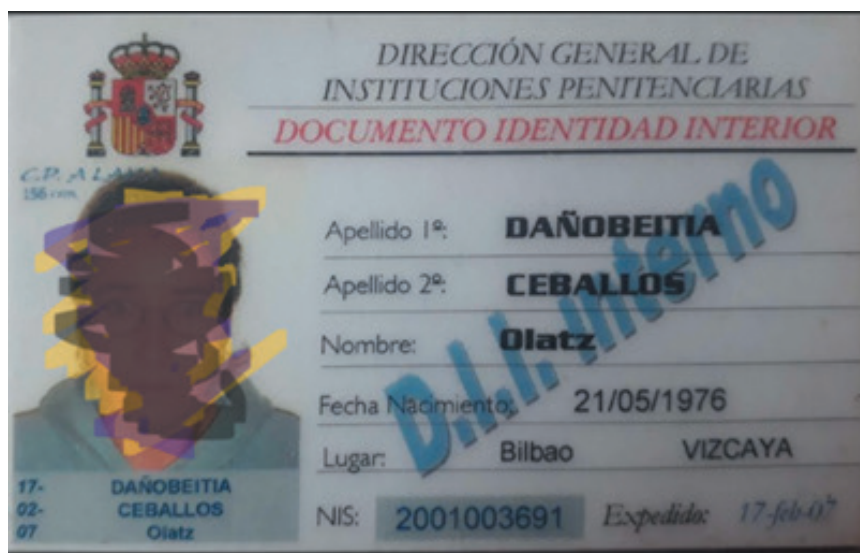 DIRECCIÓN GENERAL DE
INSTITUCIONES PENITENCIARIAS
DOCUMENTO IDENTIDAD INTERIOR
C.P. A LAMA
156 cm.
Apellido 1º: DAÑOBEITIA
Apellido 2º: CEBALLOS
Nombre: Olatz
Fecha Nacimiento: 21/05/1976
Lugar: Bilbao VIZCAYA
NIS: 2001003691 Expedido: 17-feb-07
D.I.I. Interno
17- DAÑOBEITIA
02- CEBALLOS
07 Olatz